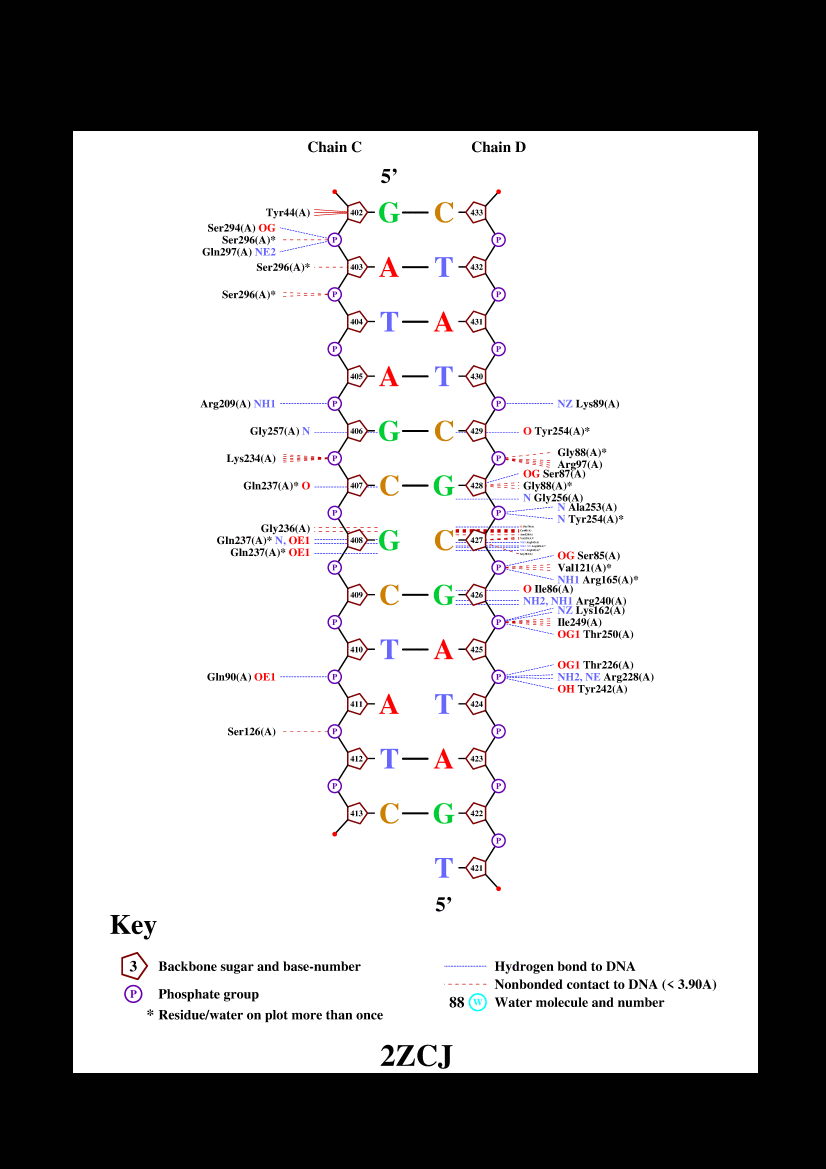 Chain C Chain D
5’
Tyr44(A) 402 G C 433
Ser294(A) OG
Ser296(A)* P P
Gln297(A) NE2
Ser296(A)* 403 A T 432
Ser296(A)* P P
404 T A 431
P P
405 A T 430
Arg209(A) NH1 P P NZ Lys89(A)
Gly257(A) N 406 G C 429 O Tyr254(A)*
Gly88(A)*
Lys234(A) P P
Arg97(A)
OG Ser87(A)
Gln237(A)* O 407 C G 428 Gly88(A)*
N Gly256(A)
N Ala253(A)
P P
N Tyr254(A)*
Gly236(A)
Gln237(A)* N, OE1 408 G C 427
Gln237(A)* OE1
OG Ser85(A)
P P Val121(A)*
NH1 Arg165(A)*
O Ile86(A)
409 C G 426
NH2, NH1 Arg240(A)
NZ Lys162(A)
P P Ile249(A)
OG1 Thr250(A)
410 T A 425
OG1 Thr226(A)
Gln90(A) OE1 P P NH2, NE Arg228(A)
OH Tyr242(A)
411 A T 424
Ser126(A) P P
412 T A 423
P P
413 C G 422
P
T 421
5’
Key
3 Backbone sugar and base-number
P Phosphate group
* Residue/water on plot more than once
Hydrogen bond to DNA
Nonbonded contact to DNA (< 3.90A)
88 W Water molecule and number
2ZCJ